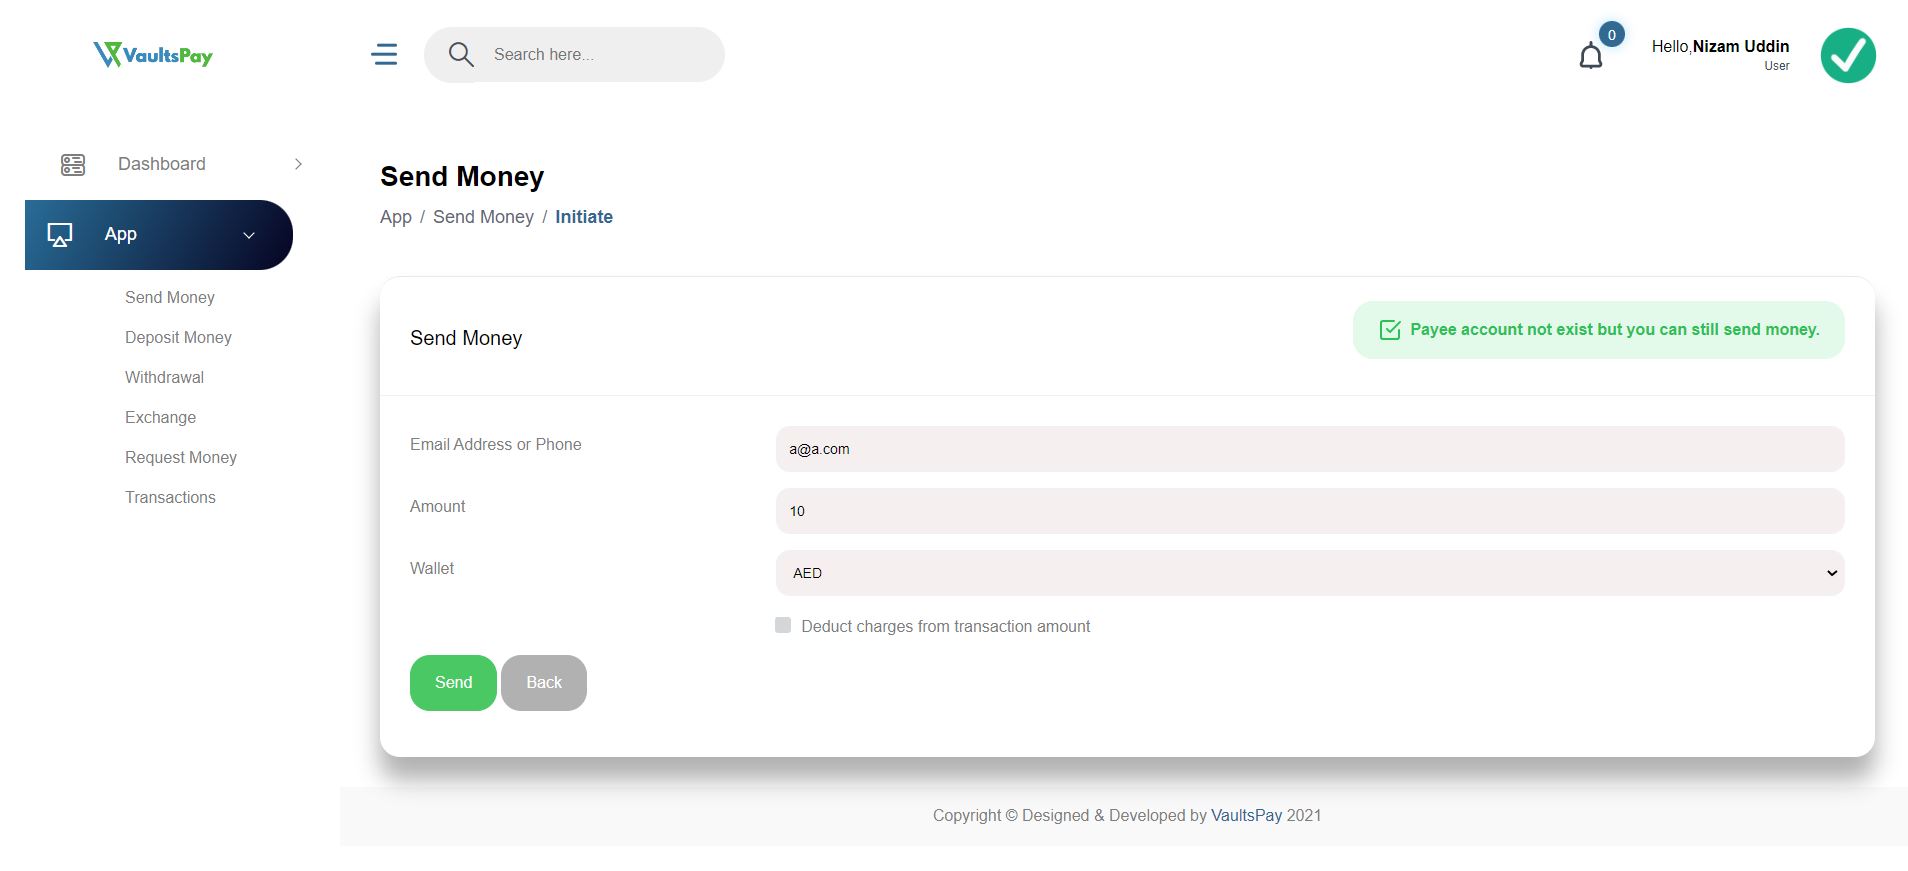 VaultsPay
Search here...
0
Hello,Nizam Uddin
User
Dashboard
App
Send Money
Deposit Money
Withdrawal
Exchange
Request Money
Transactions
Send Money
App / Send Money / Initiate
Send Money
Payee account not exist but you can still send money.
Email Address or Phone
a@a.com
Amount
10
Wallet
AED
Deduct charges from transaction amount
Send Back
Copyright © Designed & Developed by VaultsPay 2021